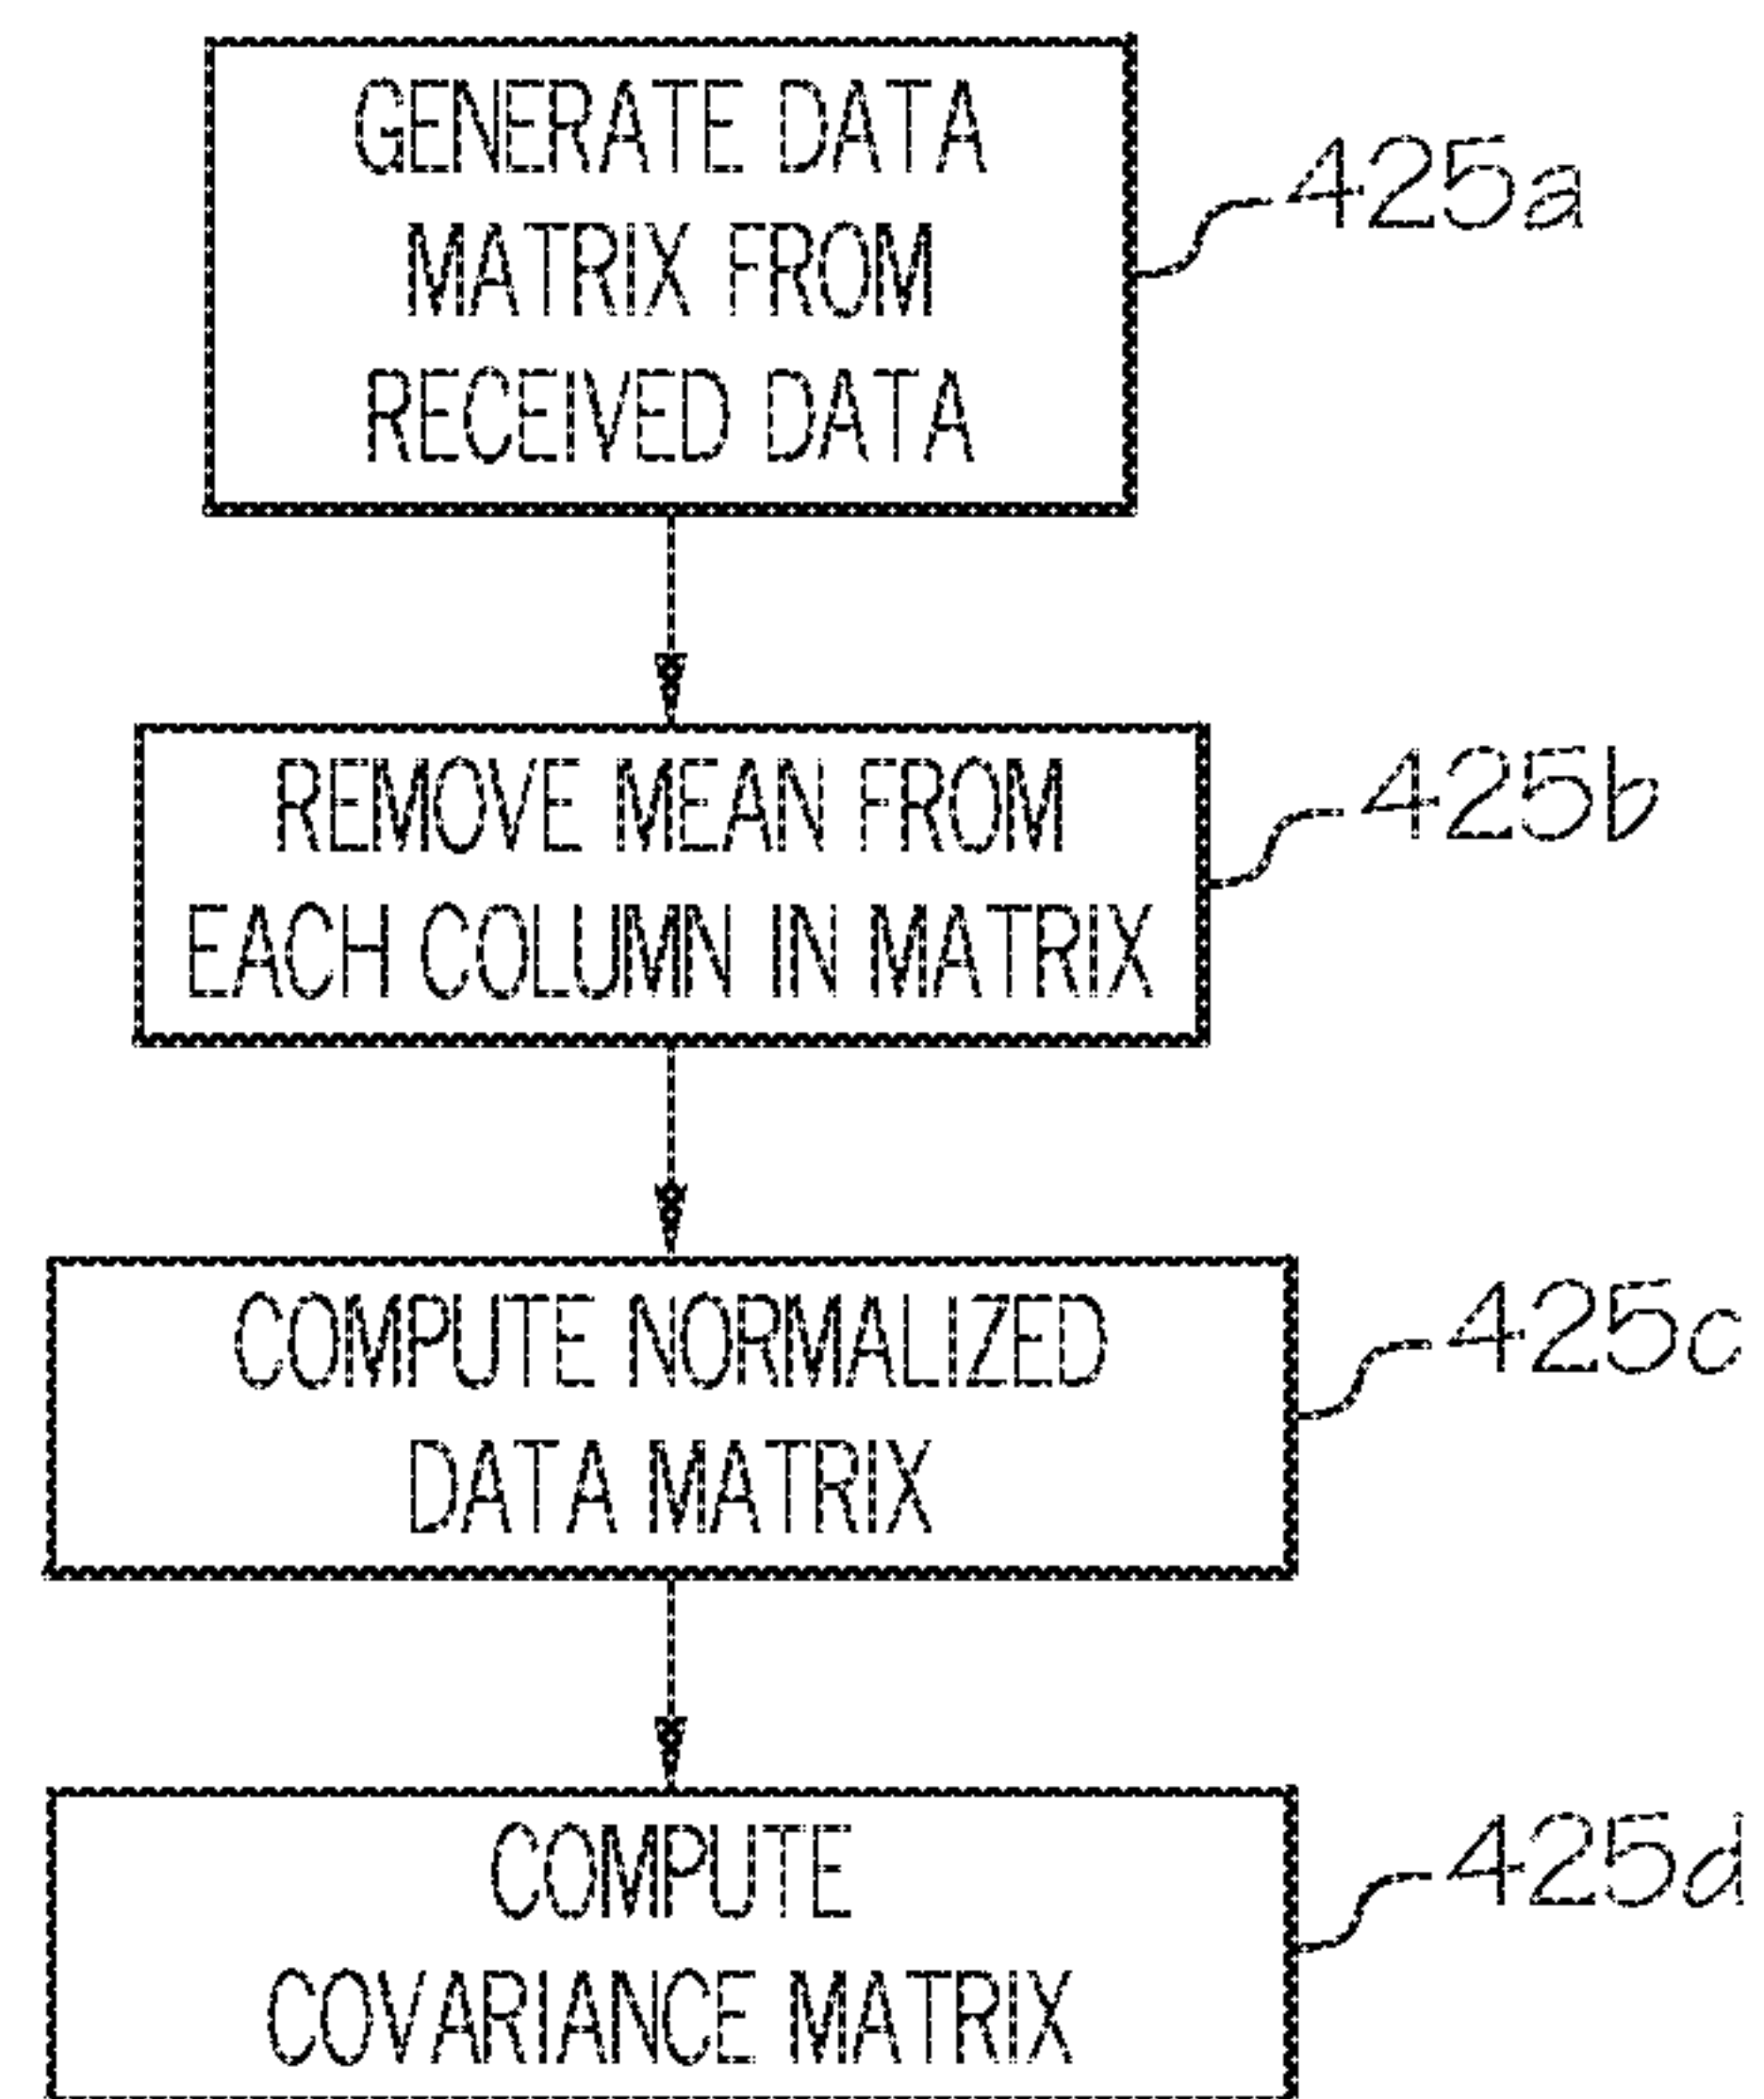 GENERATE DATA
MATRIX FROM
RECEIVED DATA
425a
REMOVE MEAN FROM
EACH COLUMN IN MATRIX
425b
COMPUTE NORMALIZED
DATA MATRIX
425c
COMPUTE
COVARIANCE MATRIX
425d